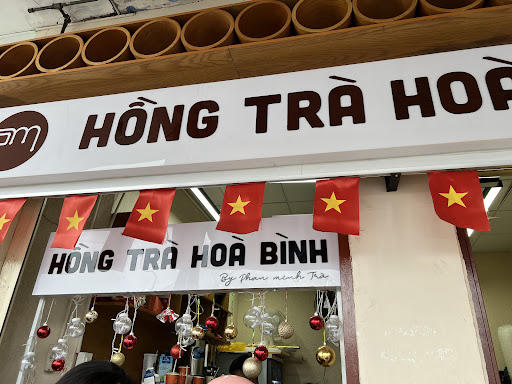 HỒNG TRÀ HOÀ
HỒNG TRÀ HOÀ BÌNH
By Phan Minh Trà